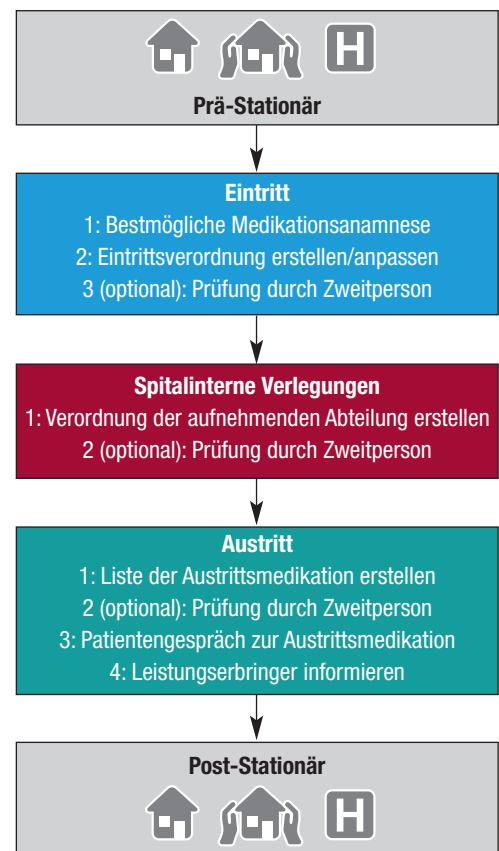 H
Prä-Stationär
Eintritt
1: Bestmögliche Medikationsanamnese
2: Eintrittsverordnung erstellen/anpassen
3 (optional): Prüfung durch Zweitperson
Spitalinterne Verlegungen
1: Verordnung der aufnehmenden Abteilung erstellen
2 (optional): Prüfung durch Zweitperson
Austritt
1: Liste der Austrittsmedikation erstellen
2 (optional): Prüfung durch Zweitperson
3: Patientengespräch zur Austrittsmedikation
4: Leistungserbringer informieren
Post-Stationär
H